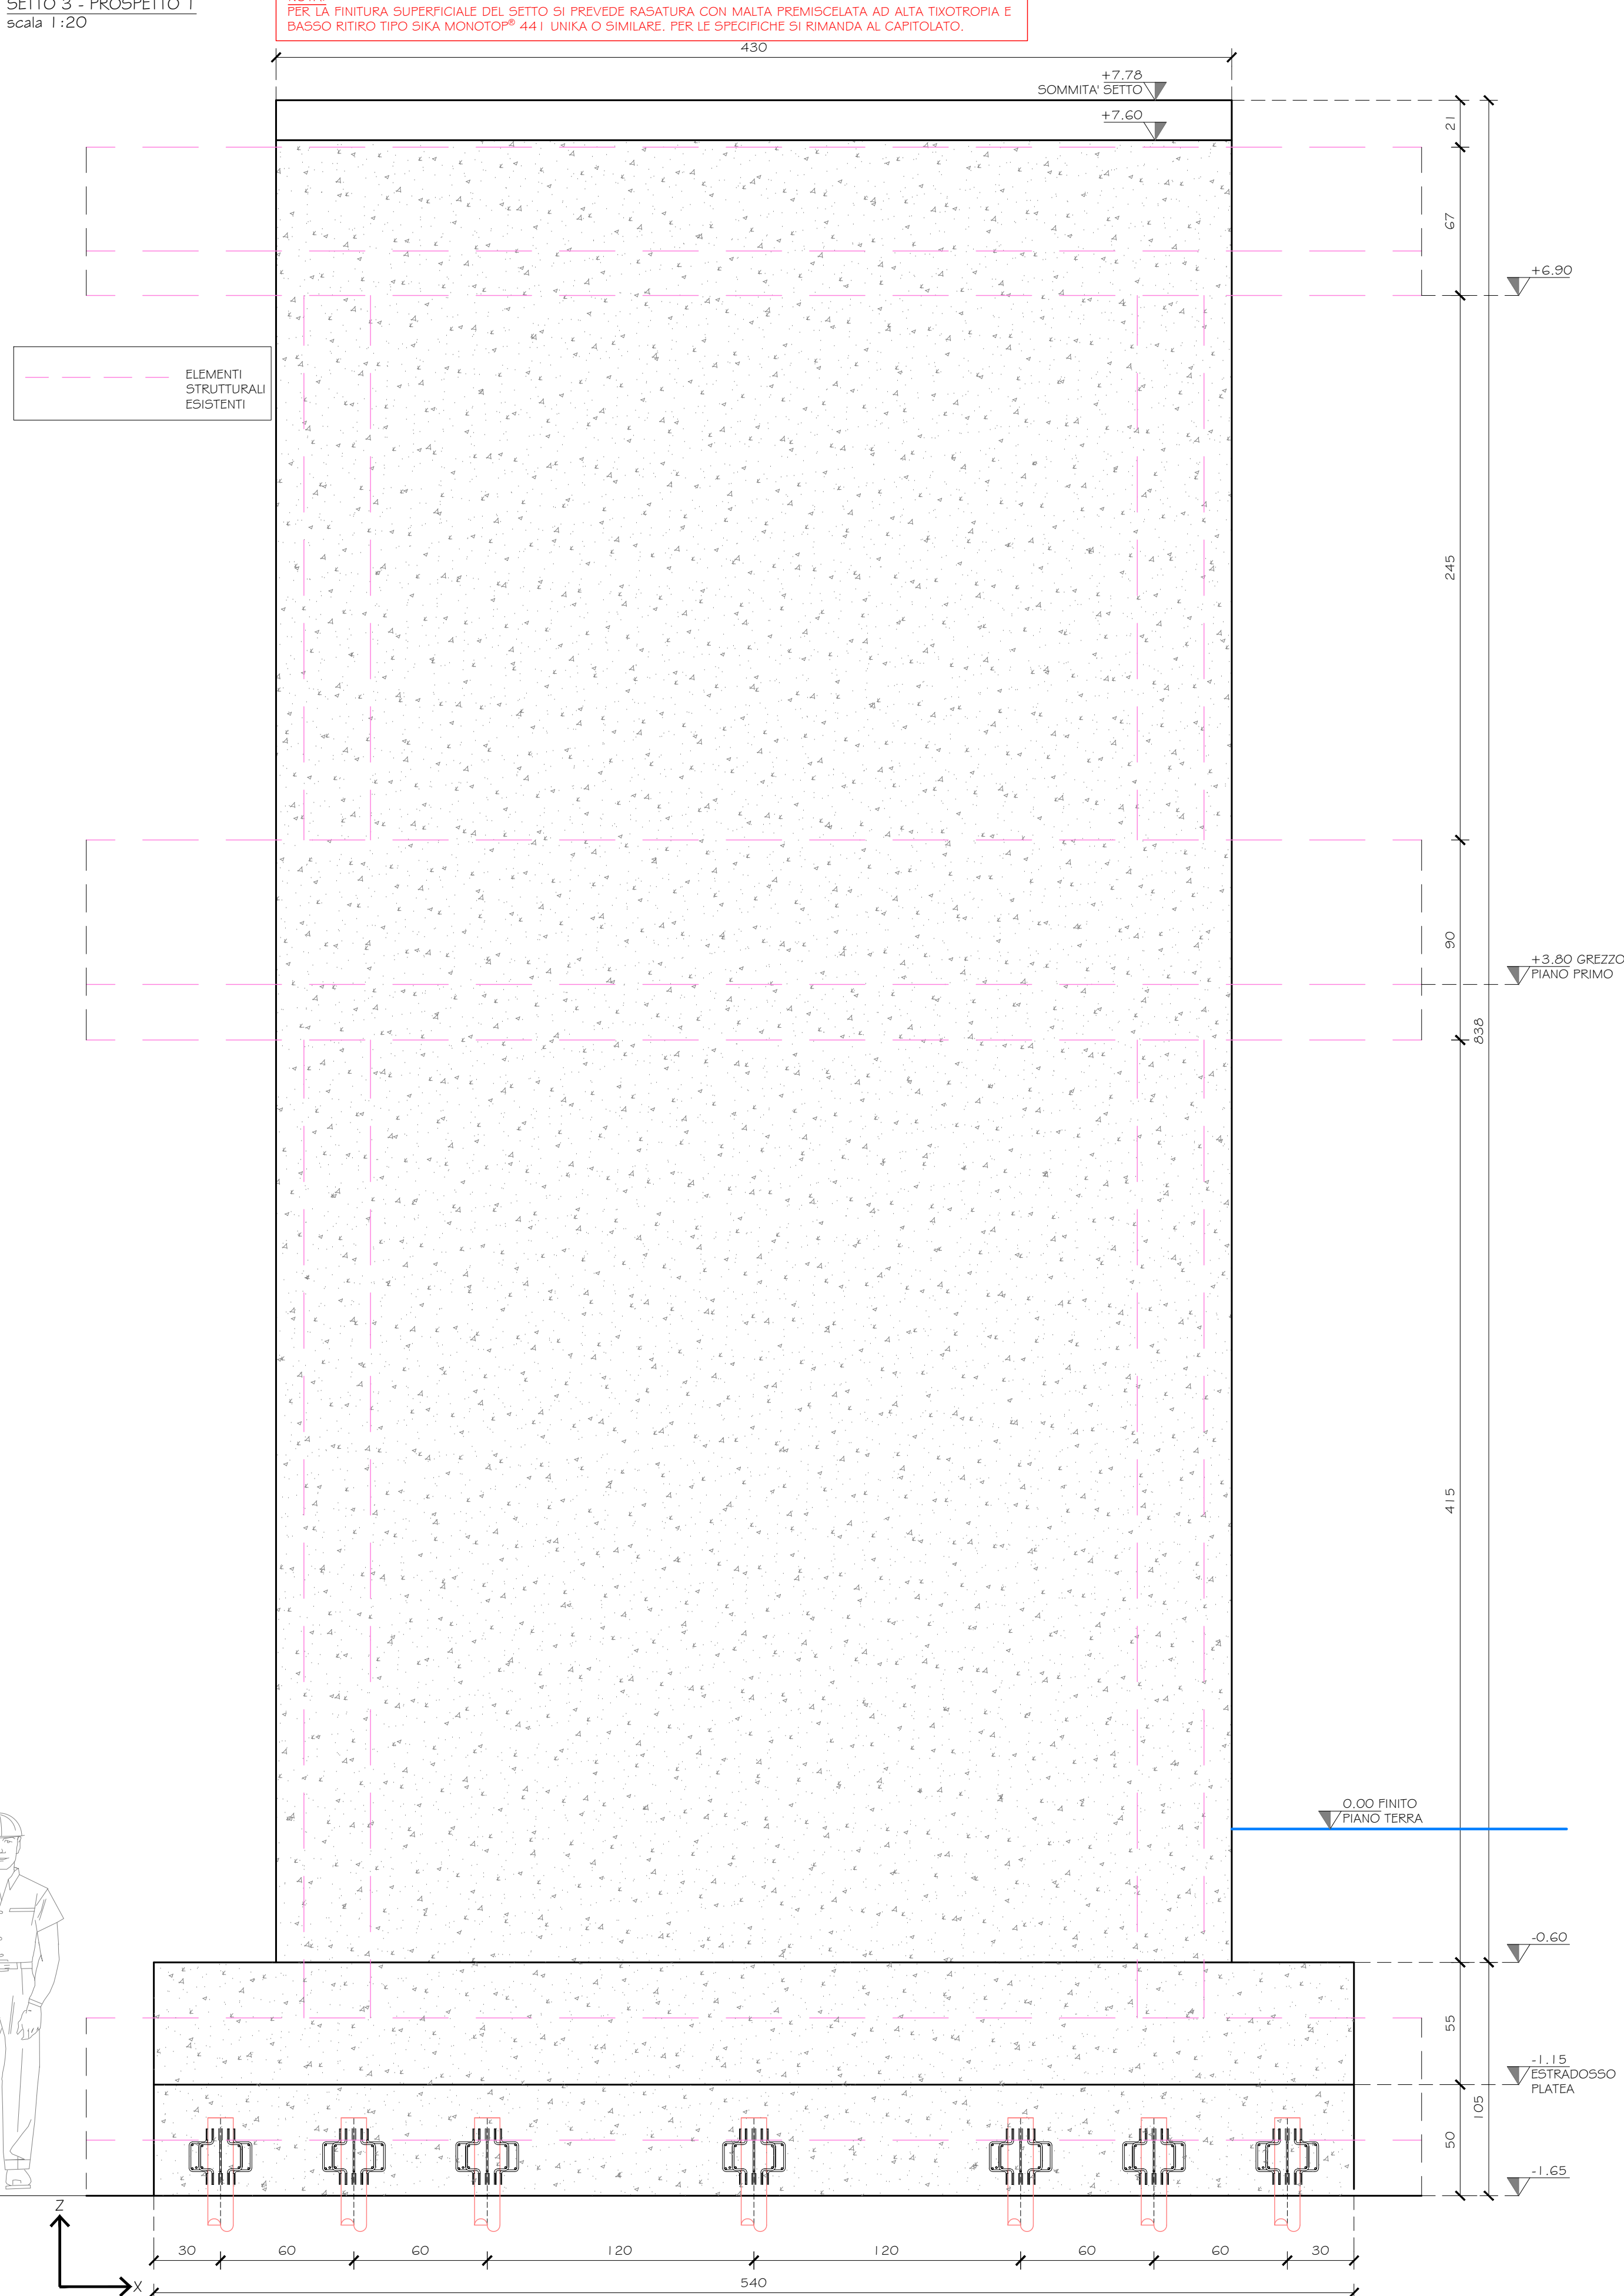 SETTO 3 - PROSPETTO 1
scala 1:20
PER LA FINITURA SUPERFICIALE DEL SETTO SI PREVEDE RASATURA CON MALTA PREMISCELATA AD ALTA TIXOTROPIA E
BASSO RITIRO TIPO SIKA MONOTOP® 441 UNIKA O SIMILARE. PER LE SPECIFICHE SI RIMANDA AL CAPITOLATO.
430
+7.78
SOMMITA' SETTO
+7.60
21
67
+6.90
ELEMENTI
STRUTTURALI
ESISTENTI
245
90
+3.80 GREZZO
PIANO PRIMO
838
415
0.00 FINITO
PIANO TERRA
-0.60
55
-1.15
ESTRADOSSO
PLATEA
105
50
-1.65
Z
X
30
60
60
120
120
60
60
30
540